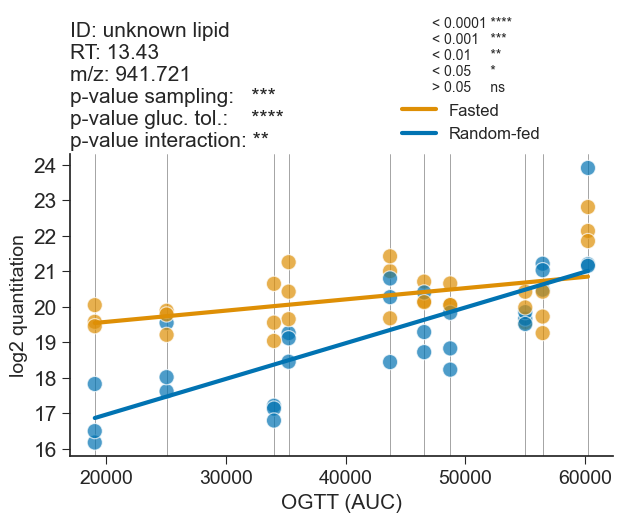 ID: unknown lipid
RT: 13.43
m/z: 941.721
p-value sampling: ***
p-value gluc. tol.: ****
p-value interaction: **
< 0.0001 ****
< 0.001 ***
< 0.01 **
< 0.05 *
> 0.05 ns
Fasted
Random-fed
24
23
22
21
20
19
18
17
16
log2 quantitation
20000 30000 40000 50000 60000
OGTT (AUC)